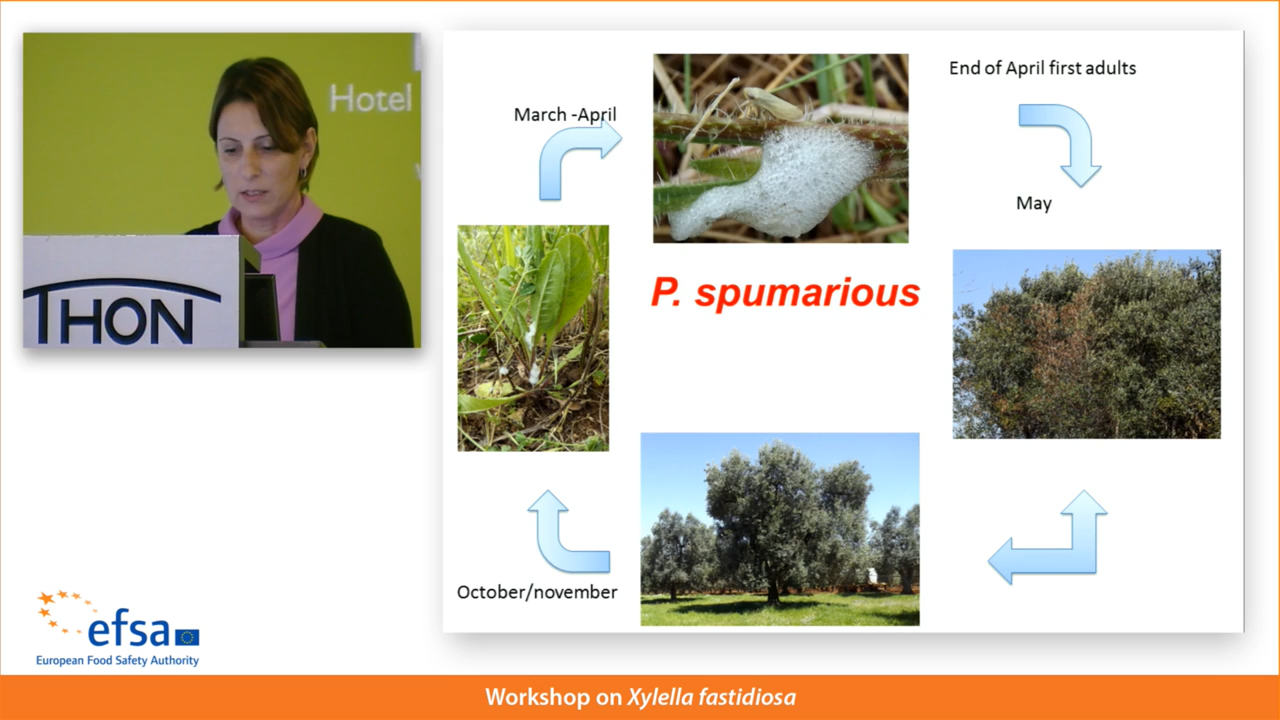 Hotel
THON
March -April
End of April first adults
May
P. spumarious
October/november
efsa
European Food Safety Authority
Workshop on Xylella fastidiosa